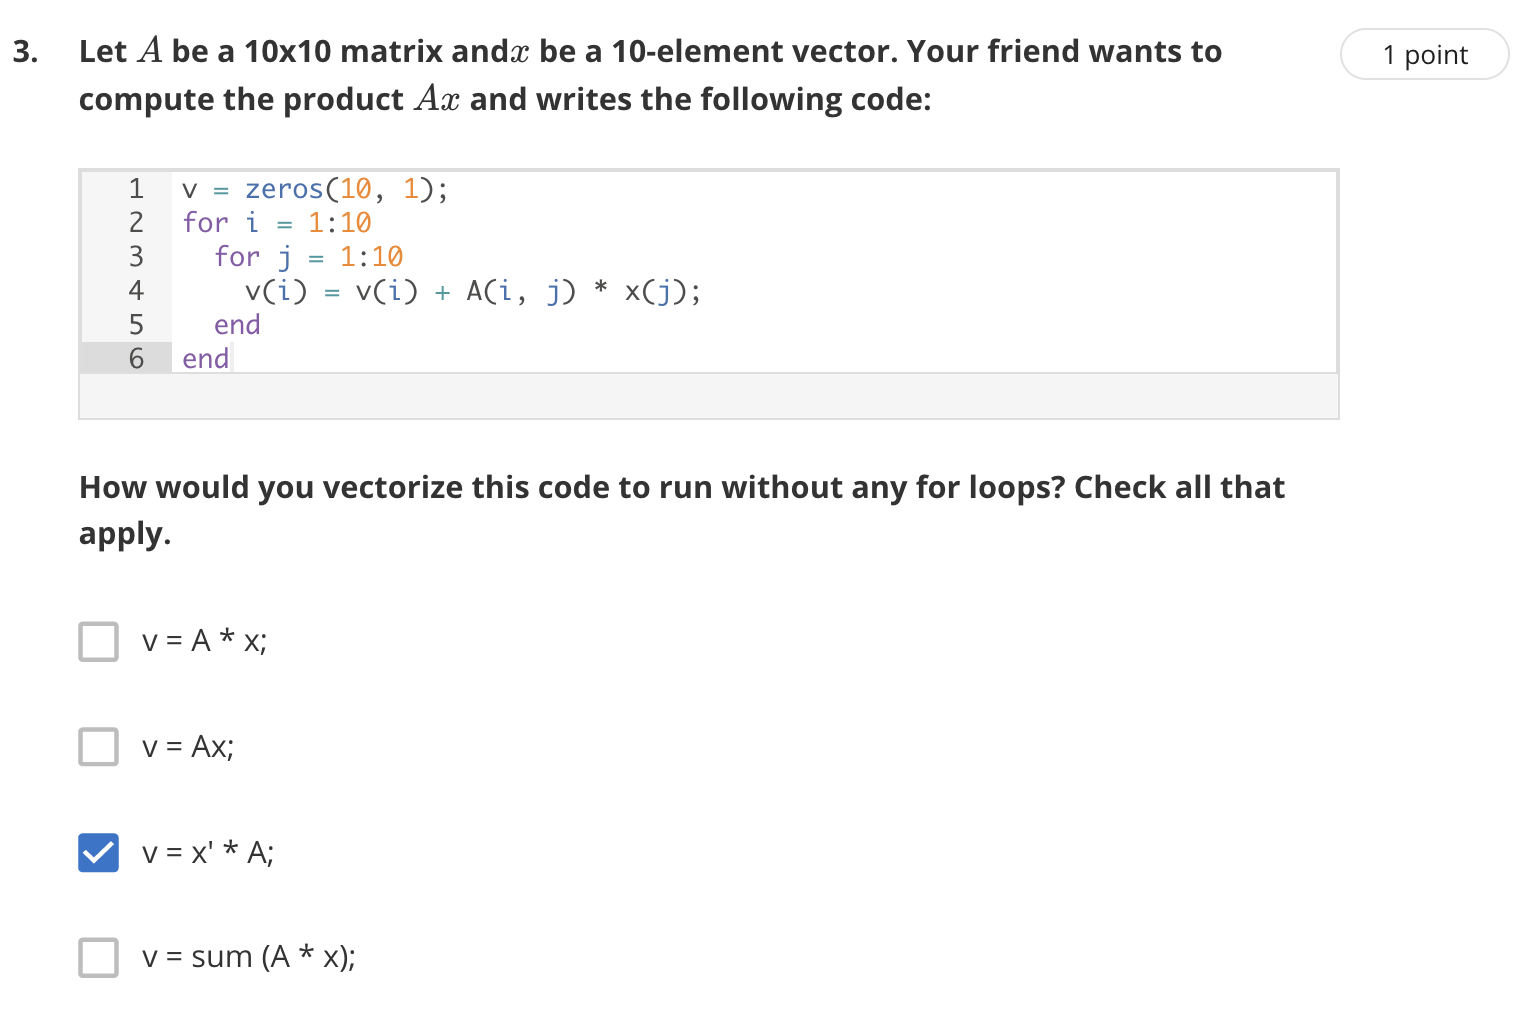 3. Let A be a 10x10 matrix andx be a 10-element vector. Your friend wants to 1 point
compute the product Ax and writes the following code:
1 v = zeros(10, 1);
2 for i = 1:10
3 for j = 1:10
4 v(i) = v(i) + A(i, j) * x(j);
5 end
6 end
How would you vectorize this code to run without any for loops? Check all that
apply.
v = A * x;
v = Ax;
v = x' * A;
v = sum (A * x);